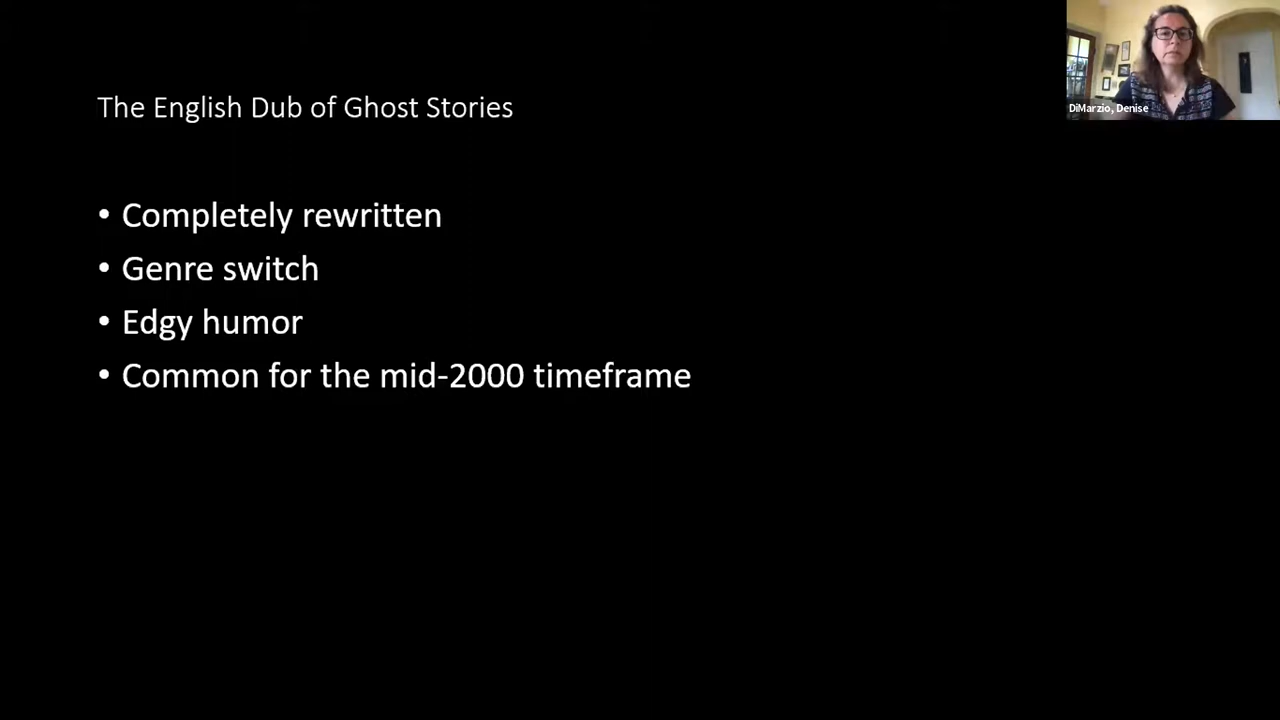 The English Dub of Ghost Stories
• Completely rewritten
• Genre switch
• Edgy humor
• Common for the mid-2000 timeframe
DiMarzio, Denise